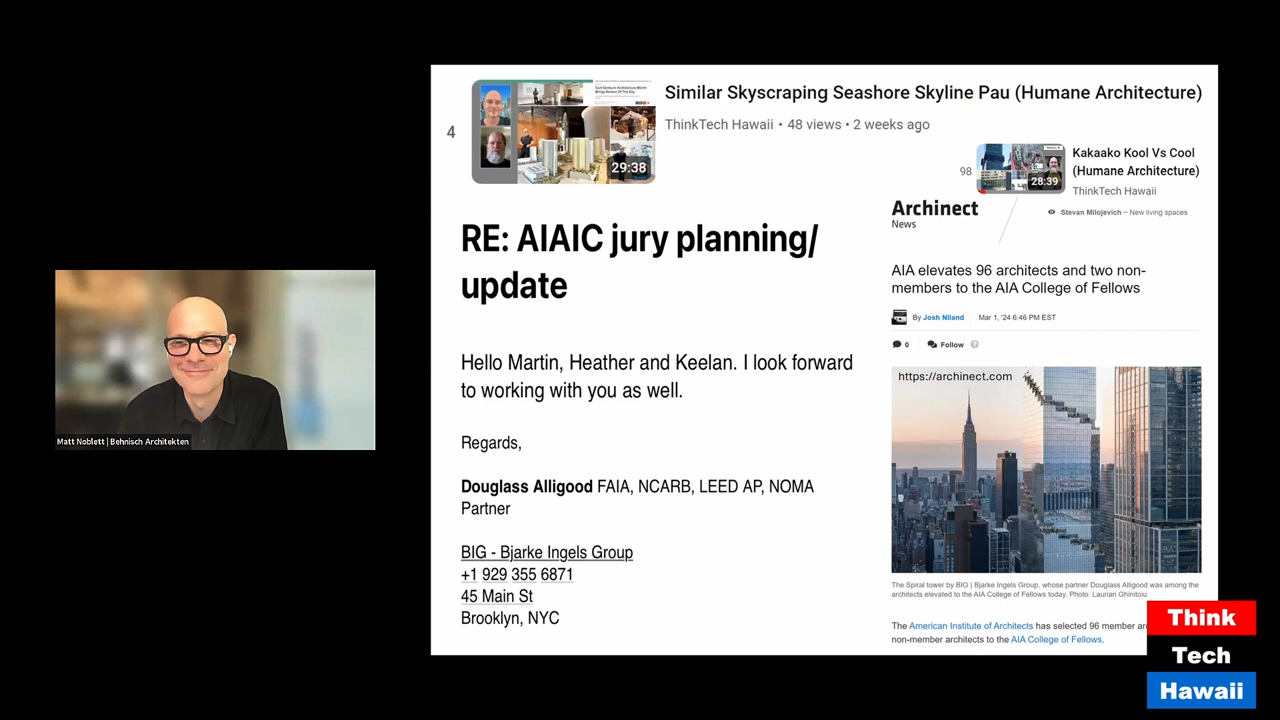 4
29:38
Similar Skyscraping Seashore Skyline Pau (Humane Architecture)
ThinkTech Hawaii • 48 views • 2 weeks ago
98
28:39
Kakaako Kool Vs Cool
(Humane Architecture)
ThinkTech Hawaii
RE: AIAIC jury planning/
update
Hello Martin, Heather and Keelan. I look forward
to working with you as well.
Regards,
Douglass Alligood FAIA, NCARB, LEED AP, NOMA
Partner
BIG - Bjarke Ingels Group
+1 929 355 6871
45 Main St
Brooklyn, NYC
Archinect
News
Stevan Milojevich – New living spaces
AIA elevates 96 architects and two non-
members to the AIA College of Fellows
By Josh Niland Mar 1, '24 6:46 PM EST
0 Follow ?
https://archinect.com
The Spiral tower by BIG | Bjarke Ingels Group, whose partner Douglass Alligood was among the
architects elevated to the AIA College of Fellows today. Photo: Laurian Ghinitoiu
The American Institute of Architects has selected 96 member
non-member architects to the AIA College of Fellows.
Matt Noblett | Behnisch Architekten
Think
Tech
Hawaii